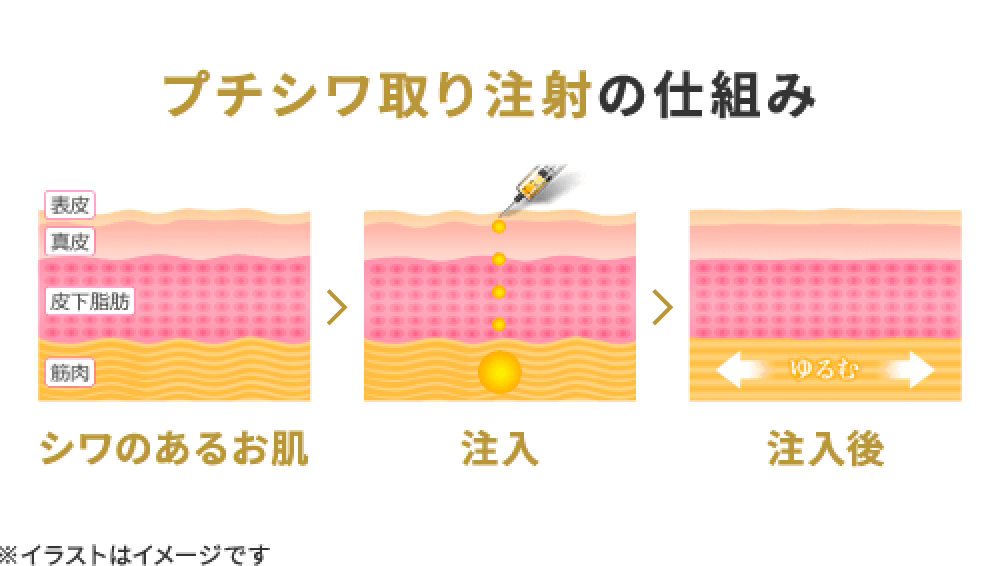 プチシワ取り注射の仕組み
表皮
真皮
皮下脂肪
筋肉
ゆるむ
シワのあるお肌
注入
注入後
※イラストはイメージです